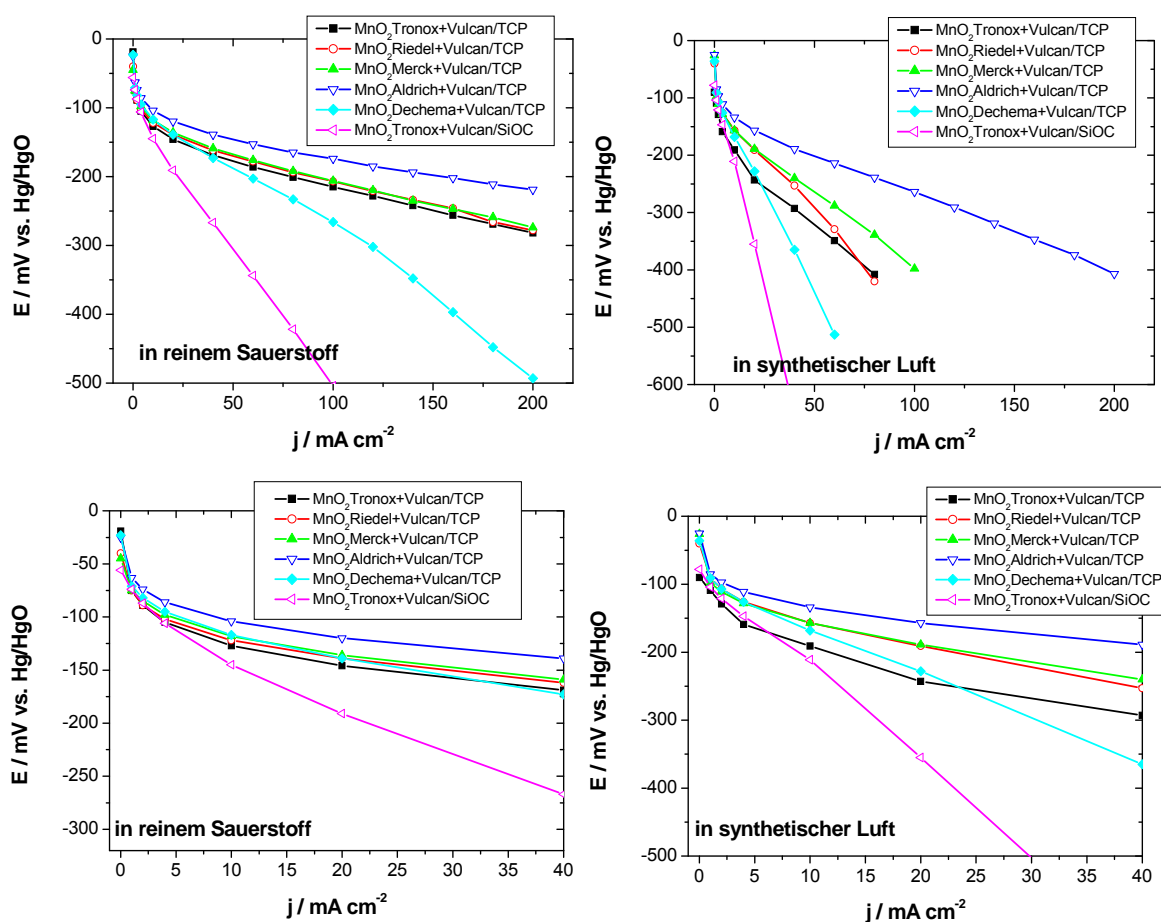 MnO2Tronox+Vulcan/TCP
MnO2Riedel+Vulcan/TCP
MnO2Merck+Vulcan/TCP
MnO2Aldrich+Vulcan/TCP
MnO2Dechema+Vulcan/TCP
MnO2Tronox+Vulcan/SiOC
0
-100
-200
-300
-400
-500
E / mV vs. Hg/HgO
in reinem Sauerstoff
0 50 100 150 200
j / mA cm-2
MnO2Tronox+Vulcan/TCP
MnO2Riedel+Vulcan/TCP
MnO2Merck+Vulcan/TCP
MnO2Aldrich+Vulcan/TCP
MnO2Dechema+Vulcan/TCP
MnO2Tronox+Vulcan/SiOC
0
-100
-200
-300
-400
-500
-600
E / mV vs. Hg/HgO
in synthetischer Luft
0 50 100 150 200
j / mA cm-2
MnO2Tronox+Vulcan/TCP
MnO2Riedel+Vulcan/TCP
MnO2Merck+Vulcan/TCP
MnO2Aldrich+Vulcan/TCP
MnO2Dechema+Vulcan/TCP
MnO2Tronox+Vulcan/SiOC
0
-50
-100
-150
-200
-250
-300
E / mV vs. Hg/HgO
in reinem Sauerstoff
0 5 10 15 20 25 30 35 40
j / mA cm-2
MnO2Tronox+Vulcan/TCP
MnO2Riedel+Vulcan/TCP
MnO2Merck+Vulcan/TCP
MnO2Aldrich+Vulcan/TCP
MnO2Dechema+Vulcan/TCP
MnO2Tronox+Vulcan/SiOC
0
-100
-200
-300
-400
-500
E / mV vs. Hg/HgO
in synthetischer Luft
0 5 10 15 20 25 30 35 40
j / mA cm-2